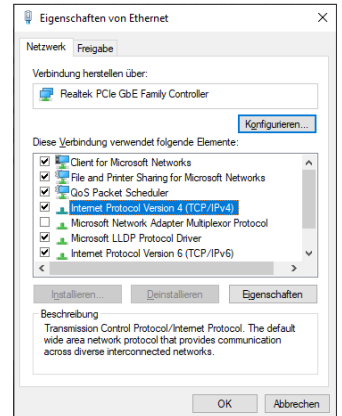 Eigenschaften von Ethernet
Netzwerk Freigabe
Verbindung herstellen über:
Realtek PCIe GbE Family Controller
Konfigurieren...
Diese Verbindung verwendet folgende Elemente:
Client for Microsoft Networks
File and Printer Sharing for Microsoft Networks
QoS Packet Scheduler
Internet Protocol Version 4 (TCP/IPv4)
Microsoft Network Adapter Multiplexor Protocol
Microsoft LLDP Protocol Driver
Internet Protocol Version 6 (TCP/IPv6)
Installieren... Deinstallieren Eigenschaften
Beschreibung
Transmission Control Protocol/Internet Protocol. The default
wide area network protocol that provides communication
across diverse interconnected networks.
OK Abbrechen